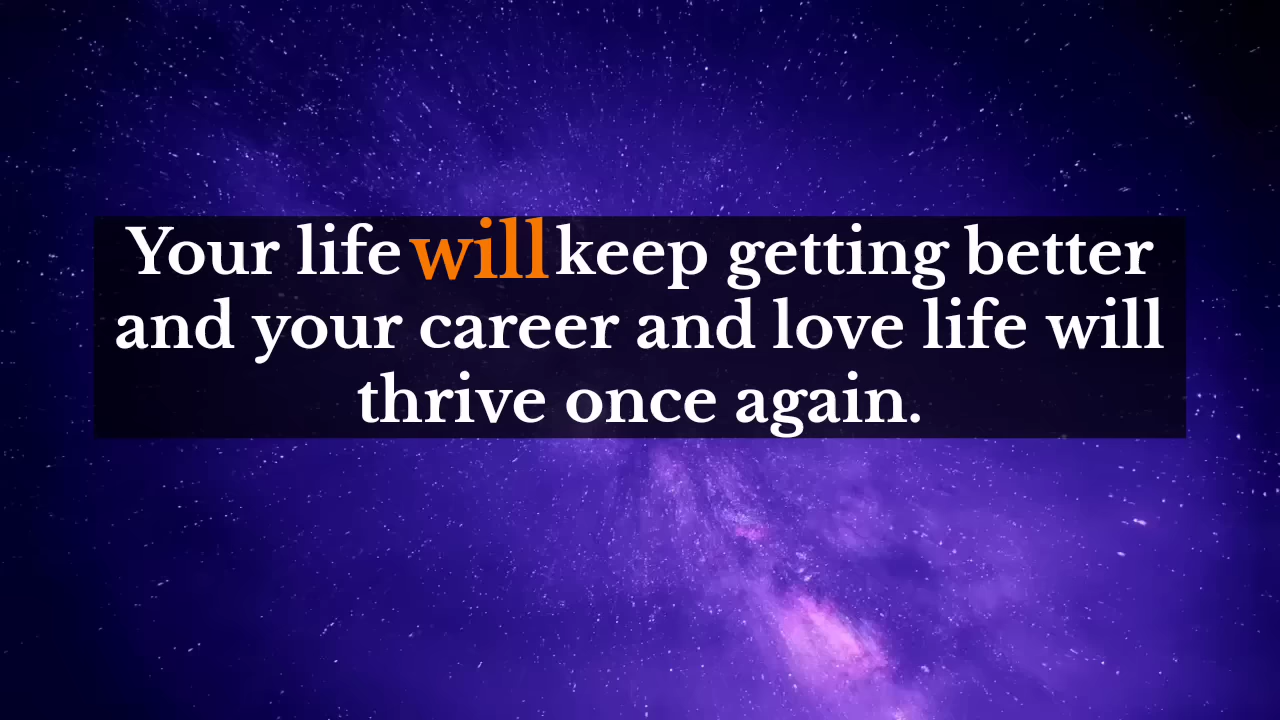 Your life will keep getting better
and your career and love life will
thrive once again.